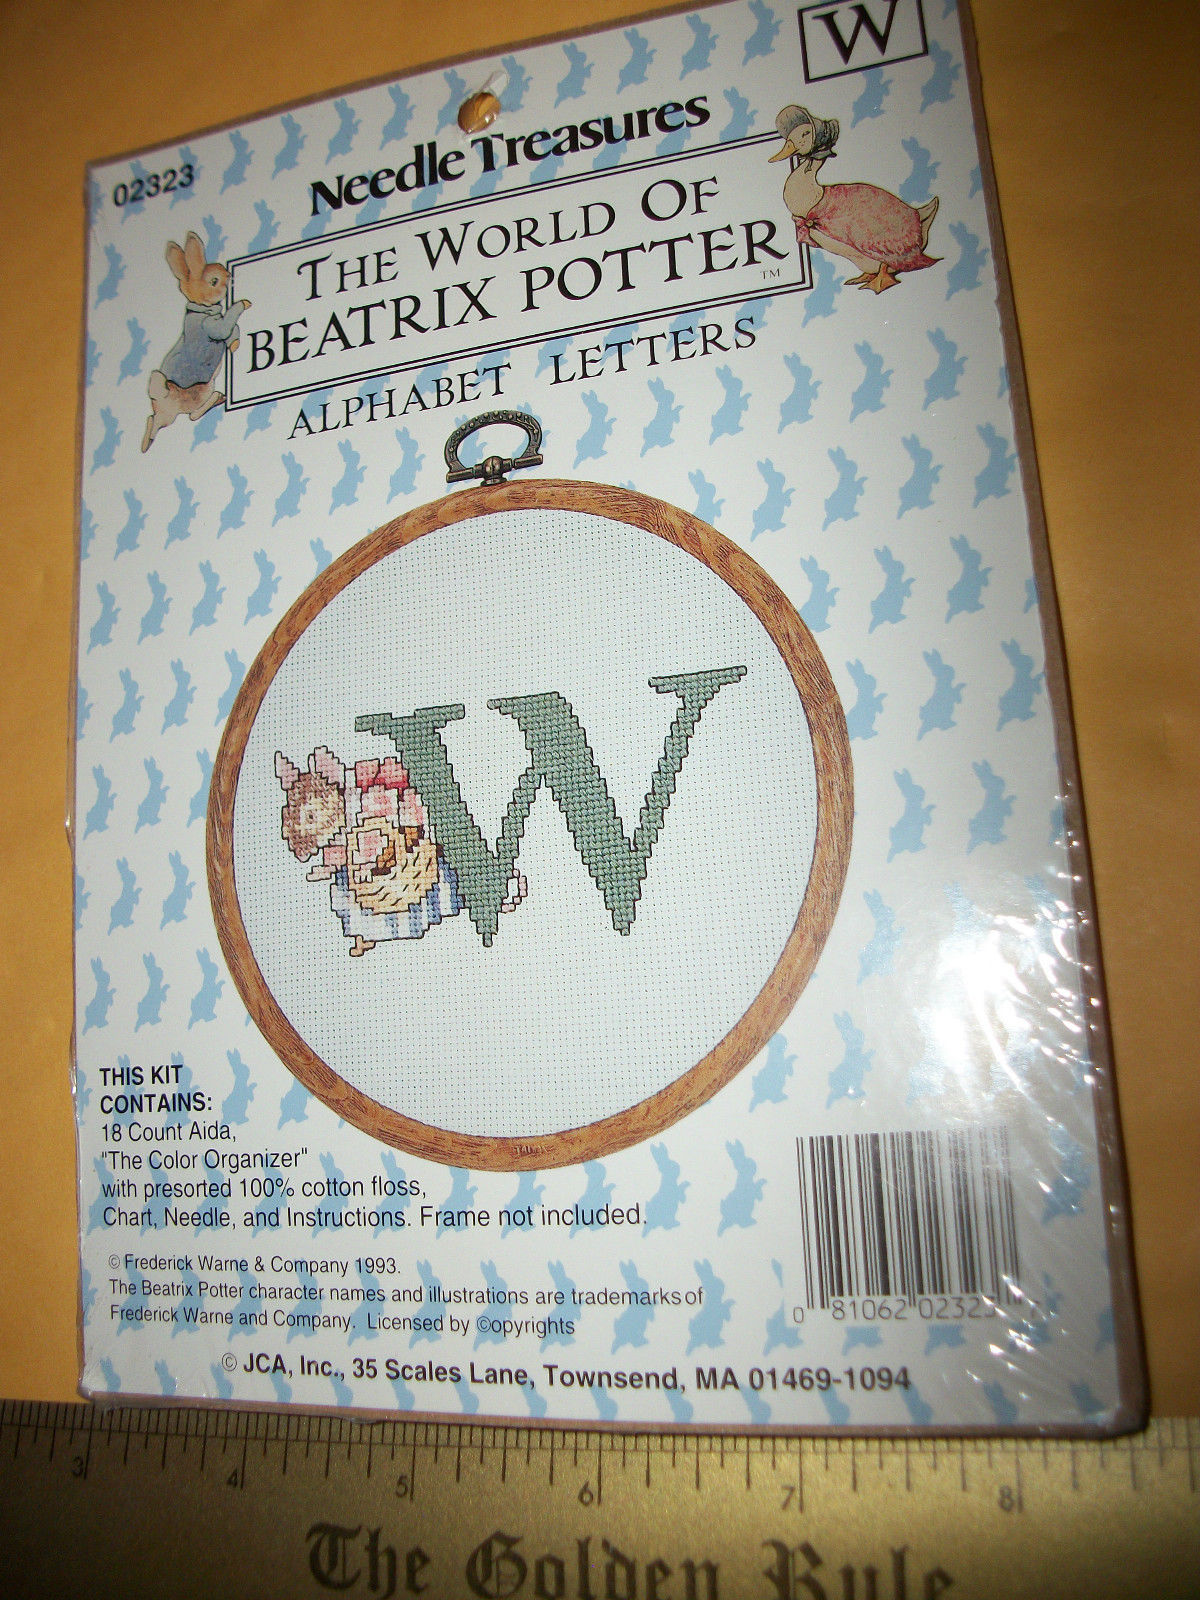 W
02323
Needle Treasures
THE WORLD OF
BEATRIX POTTER™
ALPHABET LETTERS
THIS KIT
CONTAINS:
18 Count Aida,
"The Color Organizer"
with presorted 100% cotton floss,
Chart, Needle, and Instructions. Frame not included.
© Frederick Warne & Company 1993.
The Beatrix Potter character names and illustrations are trademarks of
Frederick Warne and Company. Licensed by ©opyrights
0 81062 02323
© JCA, Inc., 35 Scales Lane, Townsend, MA 01469-1094
3 4 5 6 7 8
The Golden Rule